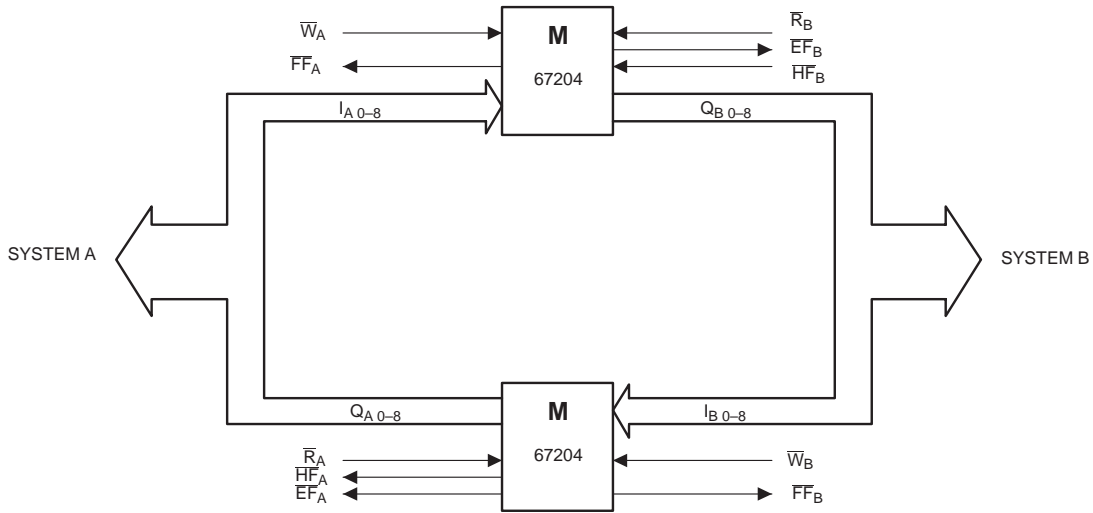 W̅A
M
R̅B
E̅F̅B
F̅F̅A
67204
H̅F̅B
IA 0–8
QB 0–8
SYSTEM A
SYSTEM B
QA 0–8
M
IB 0–8
R̅A
67204
W̅B
H̅F̅A
E̅F̅A
F̅F̅B